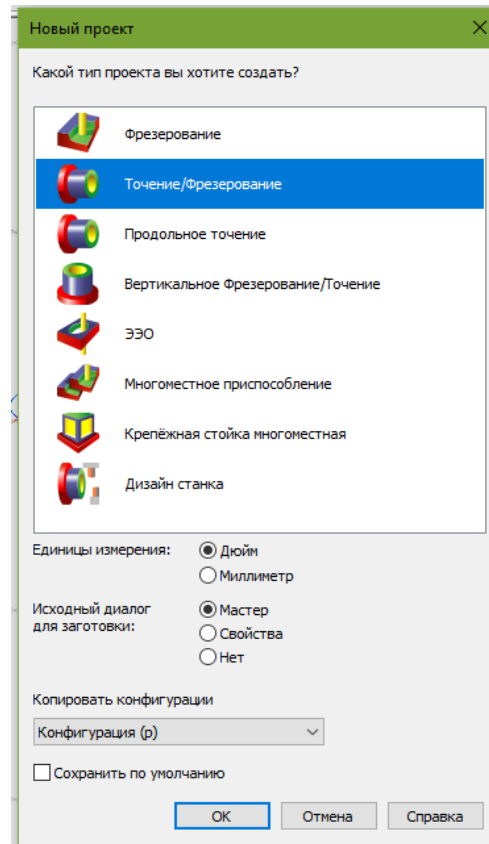 Новый проект
Какой тип проекта вы хотите создать?
Фрезерование
Точение/Фрезерование
Продольное точение
Вертикальное Фрезерование/Точение
ЭЭО
Многоместное приспособление
Крепёжная стойка многоместная
Дизайн станка
Единицы измерения:
Дюйм
Миллиметр
Исходный диалог
для заготовки:
Мастер
Свойства
Нет
Копировать конфигурации
Конфигурация (p)
Сохранить по умолчанию
ОК Отмена Справка